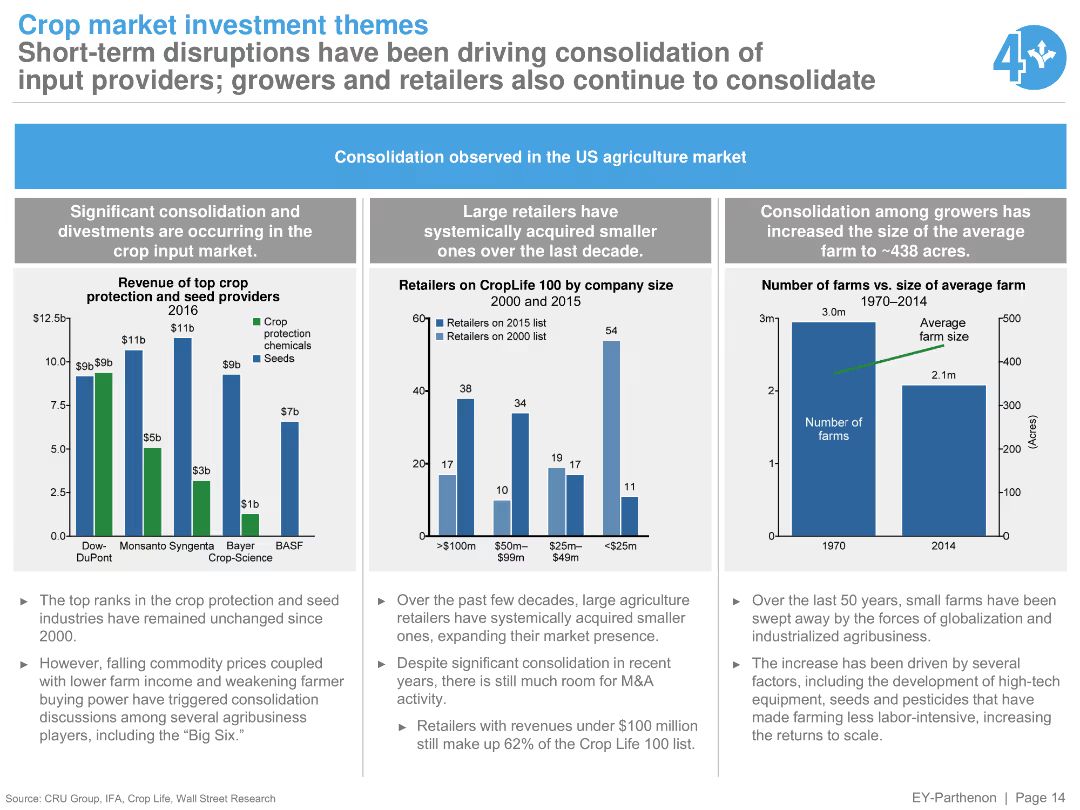 Crop market investment themes
Short-term disruptions have been driving consolidation of
input providers; growers and retailers also continue to consolidate
4
Consolidation observed in the US agriculture market
Significant consolidation and
divestments are occurring in the
crop input market.
Revenue of top crop
protection and seed providers
2016
$12.5b
10.0
7.5
5.0
2.5
0.0
$9b
$9b
$11b
$5b
$11b
$3b
$9b
$1b
$7b
Crop
protection
chemicals
Seeds
Dow-
DuPont
Monsanto
Syngenta
Bayer
Crop-Science
BASF
► The top ranks in the crop protection and seed
industries have remained unchanged since
2000.
► However, falling commodity prices coupled
with lower farm income and weakening farmer
buying power have triggered consolidation
discussions among several agribusiness
players, including the “Big Six.”
Large retailers have
systemically acquired smaller
ones over the last decade.
Retailers on CropLife 100 by company size
2000 and 2015
60
40
20
0
Retailers on 2015 list
Retailers on 2000 list
17
38
10
34
19
17
54
11
>$100m
$50m–
$99m
$25m–
$49m
<$25m
► Over the past few decades, large agriculture
retailers have systemically acquired smaller
ones, expanding their market presence.
► Despite significant consolidation in recent
years, there is still much room for M&A
activity.
► Retailers with revenues under $100 million
still make up 62% of the Crop Life 100 list.
Consolidation among growers has
increased the size of the average
farm to ~438 acres.
Number of farms vs. size of average farm
1970–2014
3m
2
1
0
3.0m
2.1m
Number of
farms
Average
farm size
500
400
300
200
100
0
(Acres)
1970
2014
► Over the last 50 years, small farms have been
swept away by the forces of globalization and
industrialized agribusiness.
► The increase has been driven by several
factors, including the development of high-tech
equipment, seeds and pesticides that have
made farming less labor-intensive, increasing
the returns to scale.
Source: CRU Group, IFA, Crop Life, Wall Street Research
EY-Parthenon | Page 14